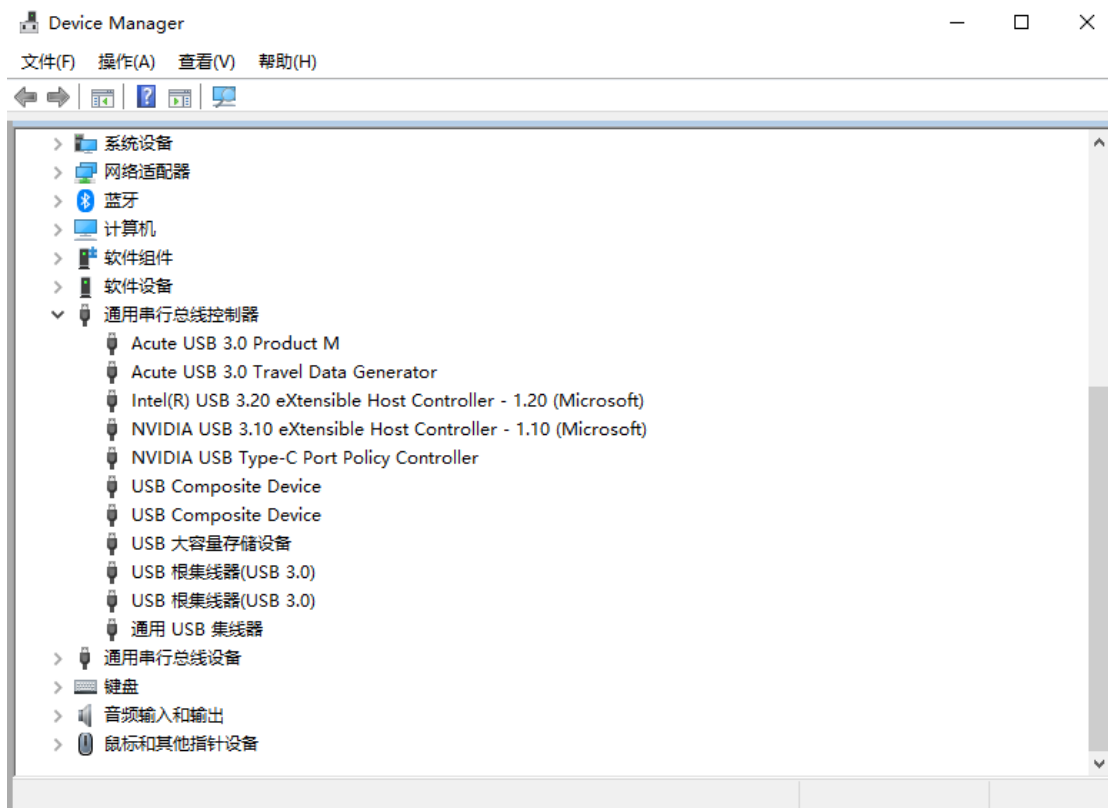 Device Manager
文件(F) 操作(A) 查看(V) 帮助(H)
系统设备
网络适配器
蓝牙
计算机
软件组件
软件设备
通用串行总线控制器
Acute USB 3.0 Product M
Acute USB 3.0 Travel Data Generator
Intel(R) USB 3.20 eXtensible Host Controller - 1.20 (Microsoft)
NVIDIA USB 3.10 eXtensible Host Controller - 1.10 (Microsoft)
NVIDIA USB Type-C Port Policy Controller
USB Composite Device
USB Composite Device
USB 大容量存储设备
USB 根集线器(USB 3.0)
USB 根集线器(USB 3.0)
通用 USB 集线器
通用串行总线设备
键盘
音频输入和输出
鼠标和其他指针设备